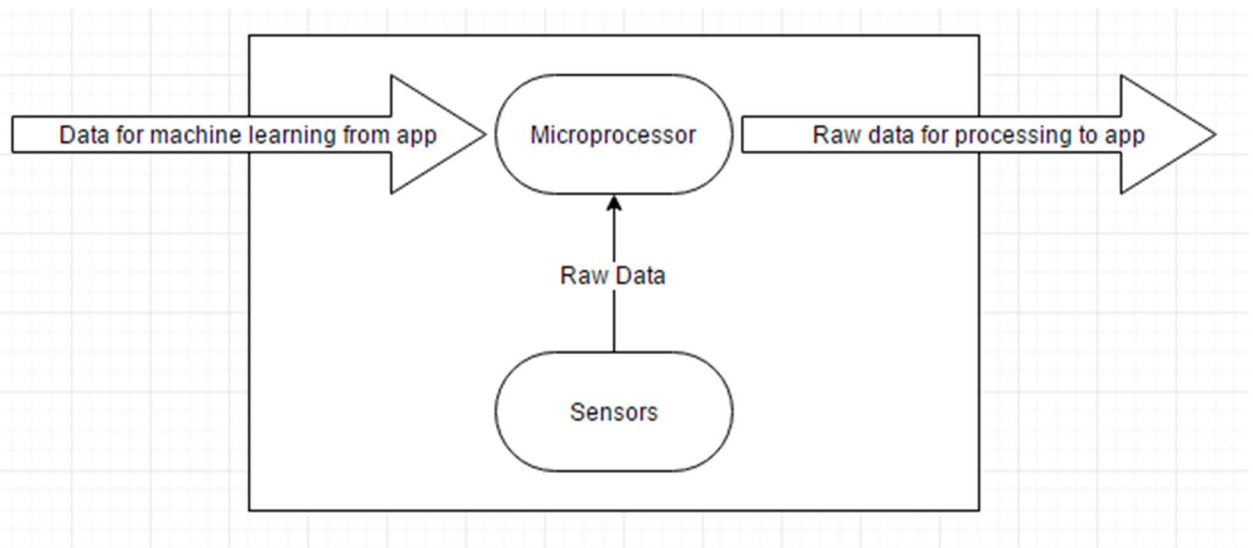 Data for machine learning from app
Microprocessor
Raw data for processing to app
Raw Data
Sensors